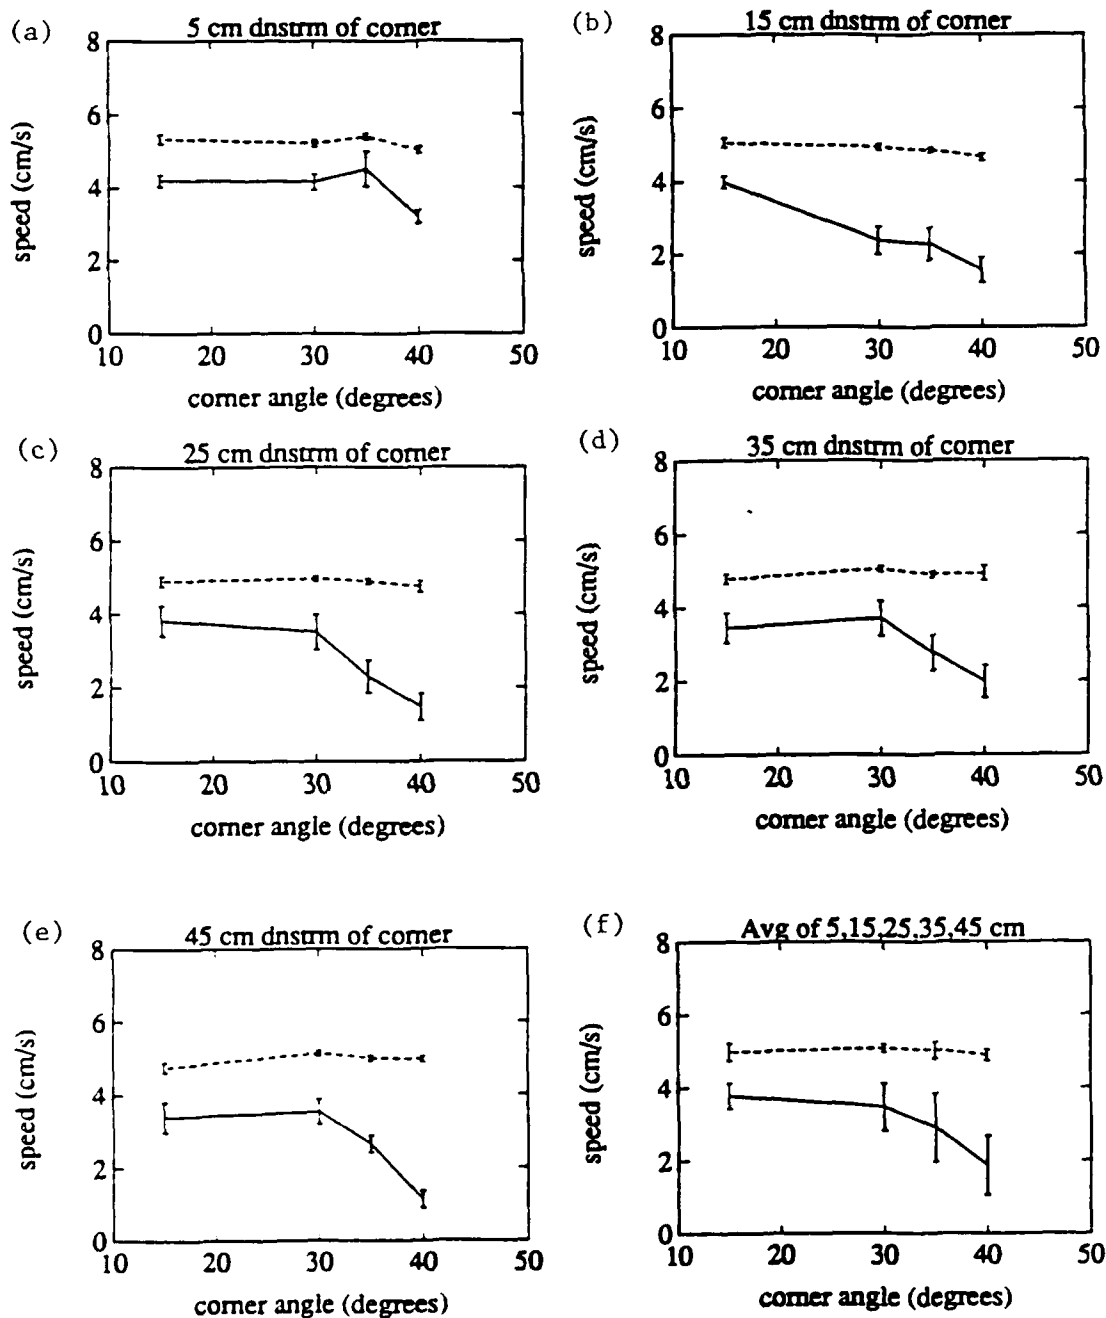 (a) 5 cm dnstrm of corner
8
6
4
2
0
speed (cm/s)
10 20 30 40 50
corner angle (degrees)
(b) 15 cm dnstrm of corner
8
6
4
2
0
speed (cm/s)
10 20 30 40 50
corner angle (degrees)
(c) 25 cm dnstrm of corner
8
6
4
2
0
speed (cm/s)
10 20 30 40 50
corner angle (degrees)
(d) 35 cm dnstrm of corner
8
6
4
2
0
speed (cm/s)
10 20 30 40 50
corner angle (degrees)
(e) 45 cm dnstrm of corner
8
6
4
2
0
speed (cm/s)
10 20 30 40 50
corner angle (degrees)
(f) Avg of 5,15,25,35,45 cm
8
6
4
2
0
speed (cm/s)
10 20 30 40 50
corner angle (degrees)